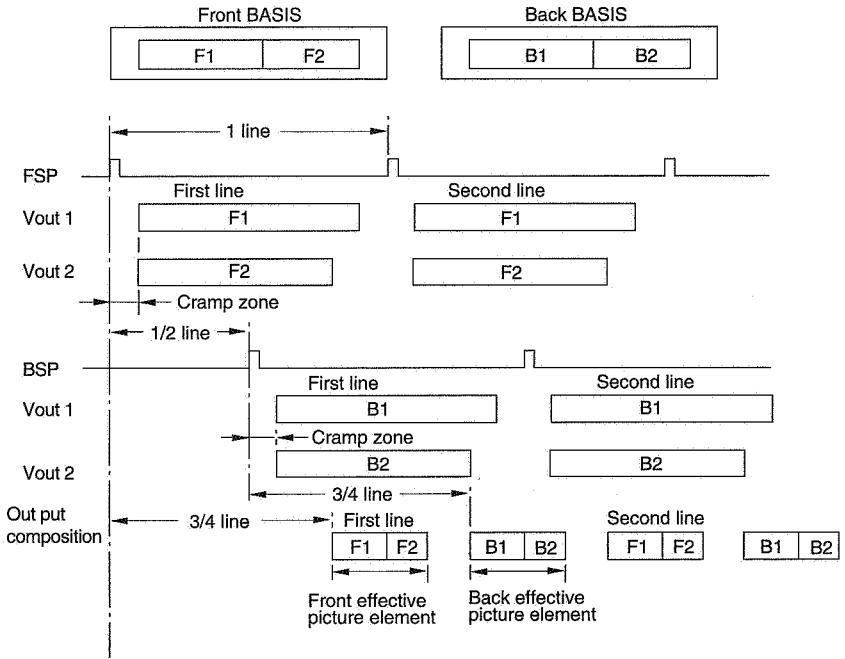 Front BASIS
Back BASIS
F1 F2
B1 B2
1 line
FSP
First line
Second line
Vout 1
F1
F1
Vout 2
F2
F2
Cramp zone
1/2 line
BSP
First line
Second line
Vout 1
B1
B1
Cramp zone
Vout 2
B2
B2
3/4 line
Out put
composition
3/4 line
First line
Second line
F1 F2
B1 B2
F1 F2
B1 B2
Front effective
picture element
Back effective
picture element